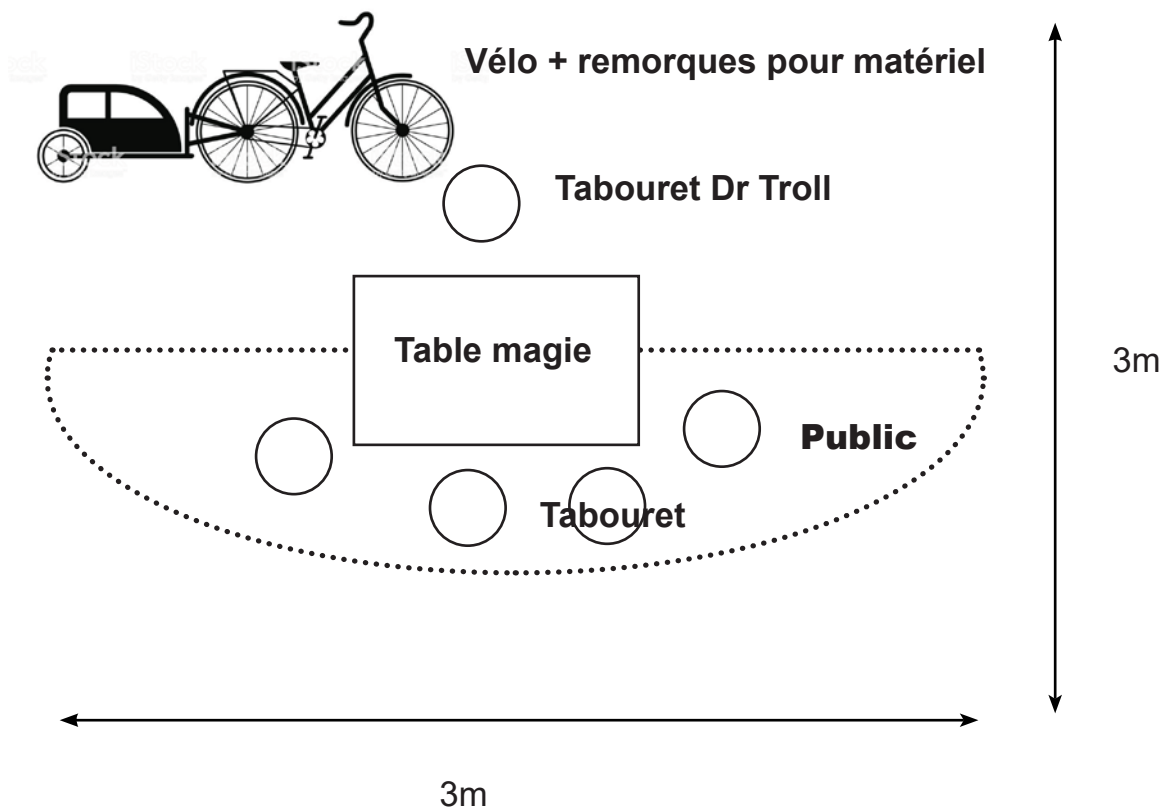 Vélo + remorques pour matériel
Tabouret Dr Troll
Table magie
3m
Public
Tabouret
3m